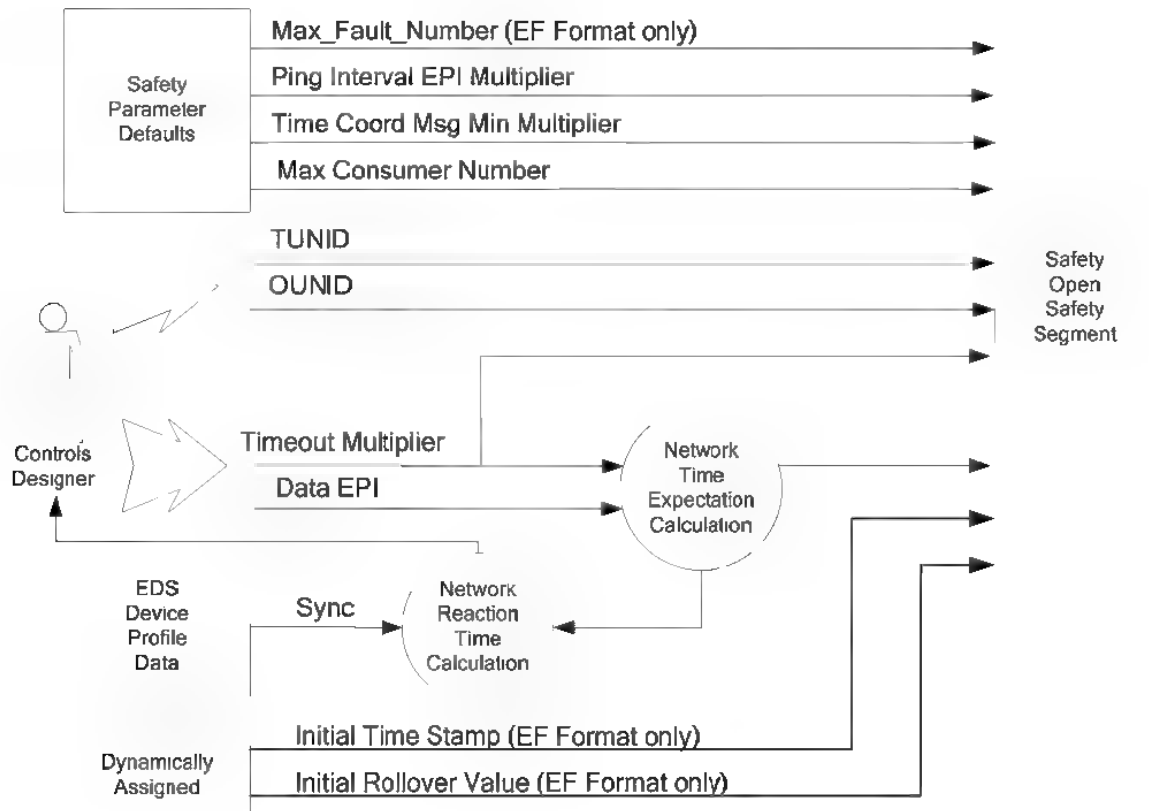 Max_Fault_Number (EF Format only)
Ping Interval EPI Multiplier
Time Coord Msg Min Multiplier
Max Consumer Number
Safety
Parameter
Defaults
TUNID
OUNID
Safety
Open
Safety
Segment
Controls
Designer
Timeout Multiplier
Data EPI
Network
Time
Expectation
Calculation
EDS
Device
Profile
Data
Sync
Network
Reaction
Time
Calculation
Dynamically
Assigned
Initial Time Stamp (EF Format only)
Initial Rollover Value (EF Format only)